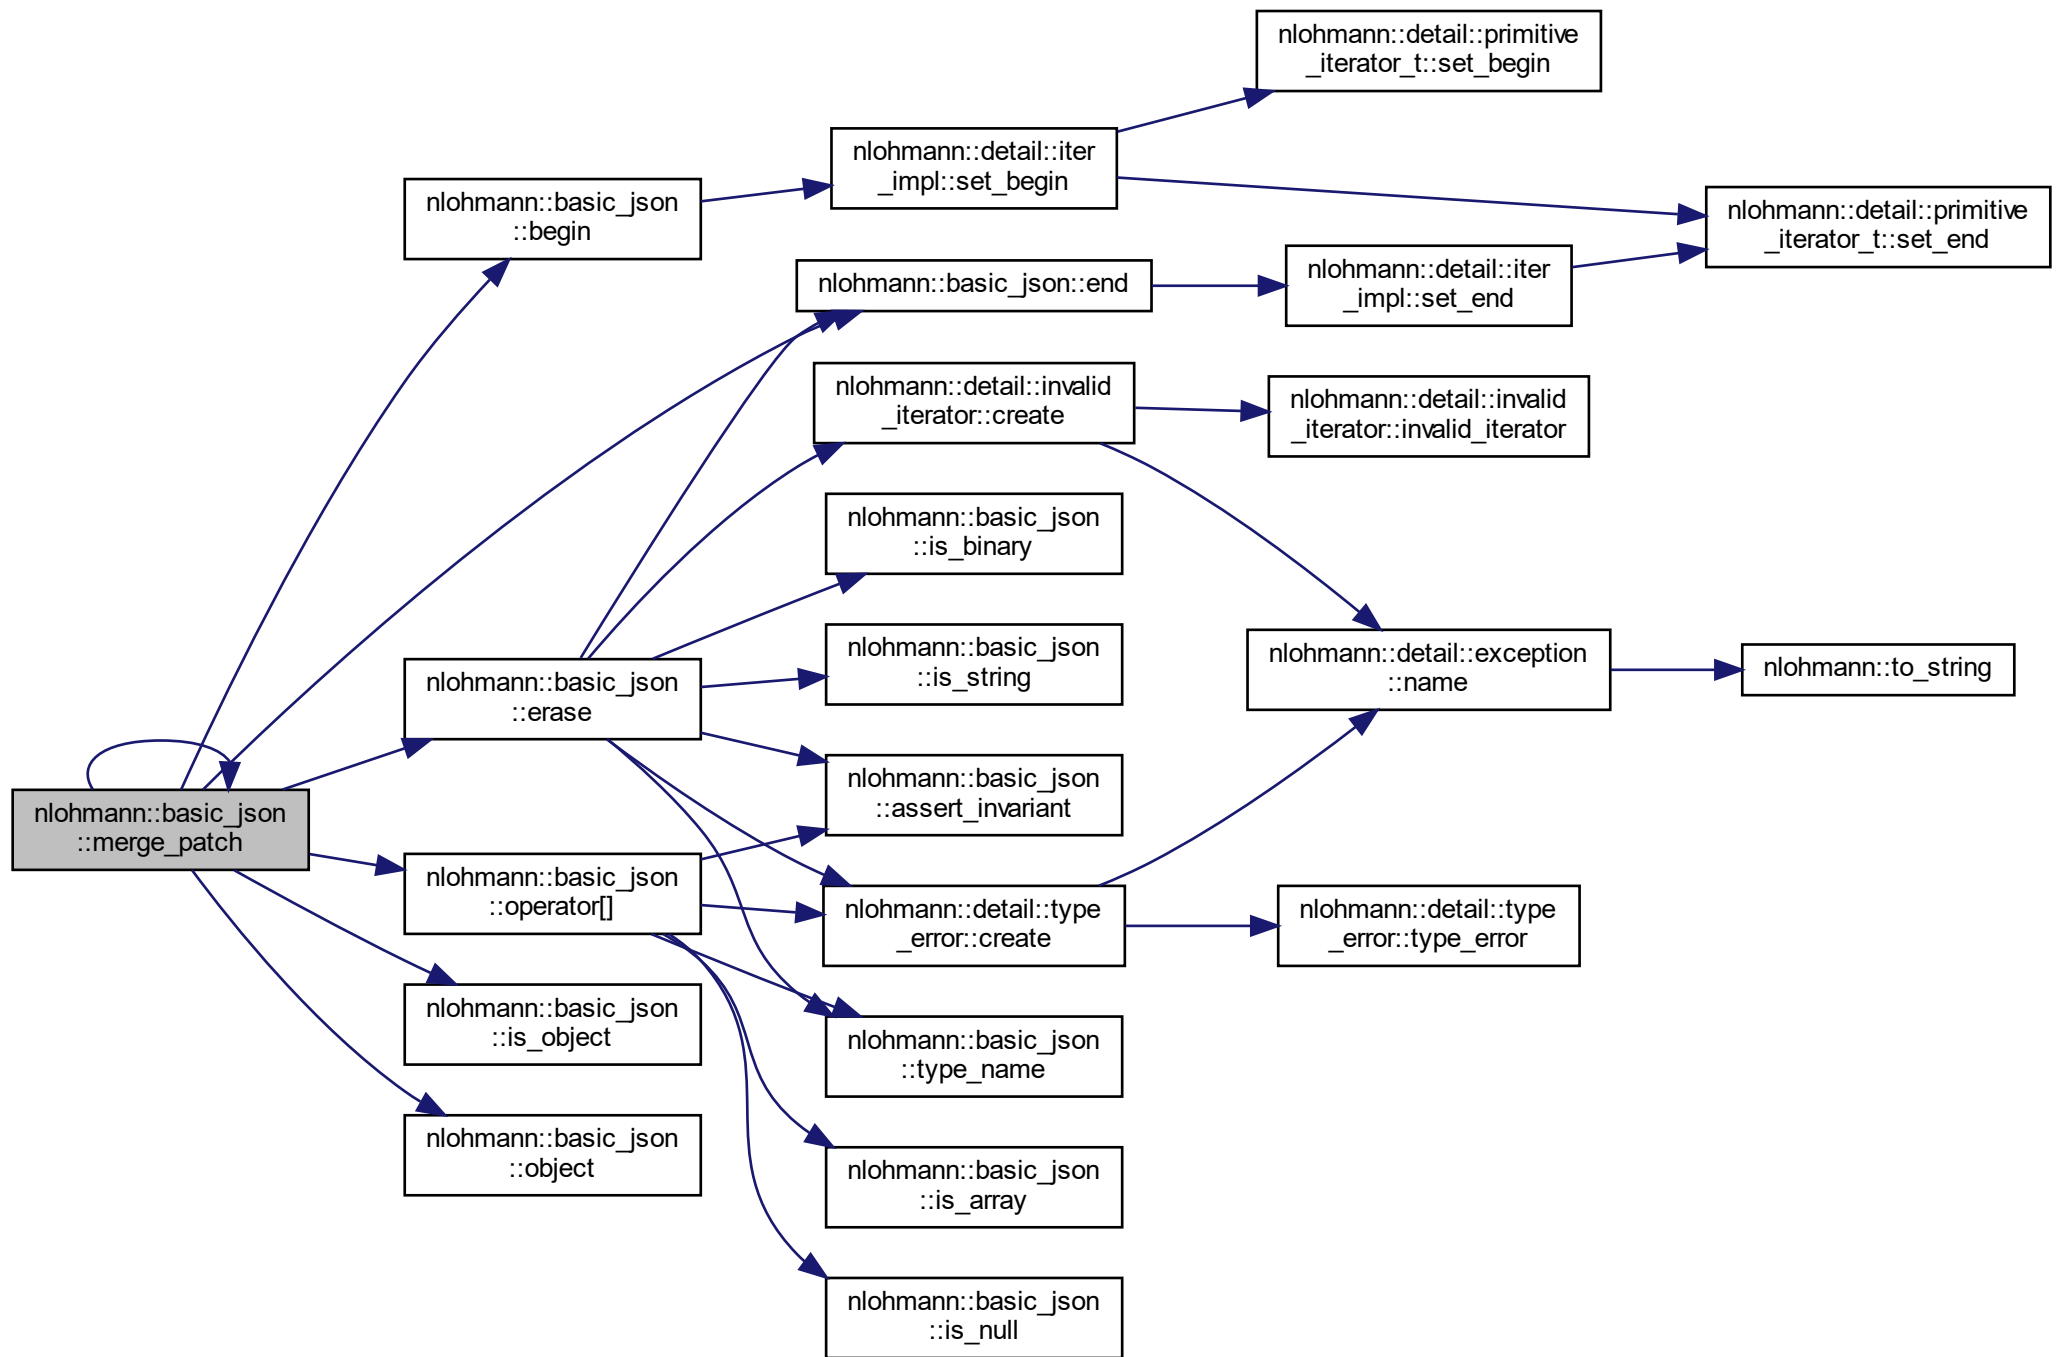 nlohmann::detail::primitive
_iterator_t::set_begin
nlohmann::detail::iter
_impl::set_begin
nlohmann::basic_json
::begin
nlohmann::detail::primitive
_iterator_t::set_end
nlohmann::basic_json::end
nlohmann::detail::iter
_impl::set_end
nlohmann::detail::invalid
_iterator::create
nlohmann::detail::invalid
_iterator::invalid_iterator
nlohmann::basic_json
::is_binary
nlohmann::basic_json
::is_string
nlohmann::basic_json
::erase
nlohmann::detail::exception
::name
nlohmann::to_string
nlohmann::basic_json
::assert_invariant
nlohmann::basic_json
::merge_patch
nlohmann::basic_json
::operator[]
nlohmann::detail::type
_error::create
nlohmann::detail::type
_error::type_error
nlohmann::basic_json
::is_object
nlohmann::basic_json
::type_name
nlohmann::basic_json
::object
nlohmann::basic_json
::is_array
nlohmann::basic_json
::is_null